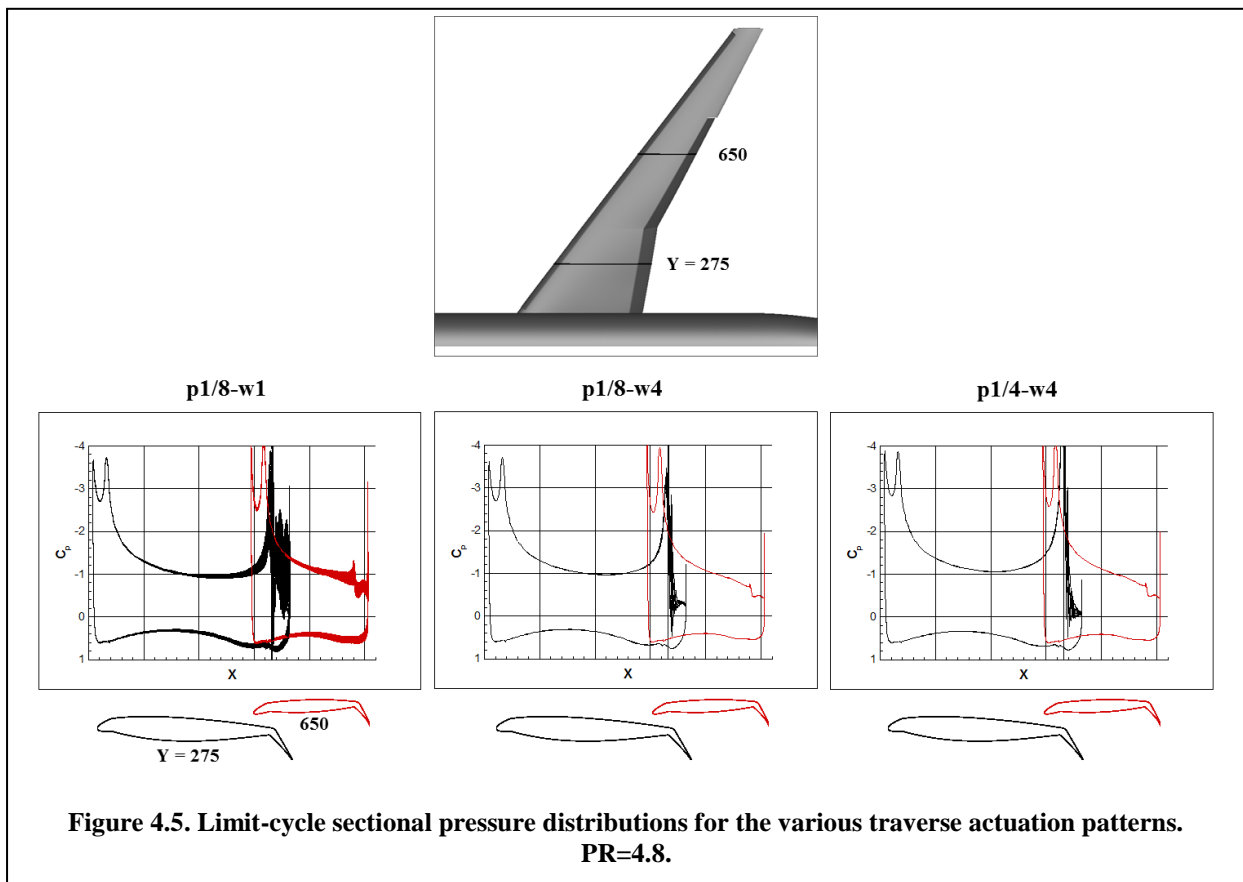 650
Y = 275
p1/8-w1
p1/8-w4
p1/4-w4
-4
-3
-2
-1
0
1
Cp
X
-4
-3
-2
-1
0
1
Cp
X
-4
-3
-2
-1
0
1
Cp
X
650
Y = 275
Figure 4.5. Limit-cycle sectional pressure distributions for the various traverse actuation patterns.
PR=4.8.